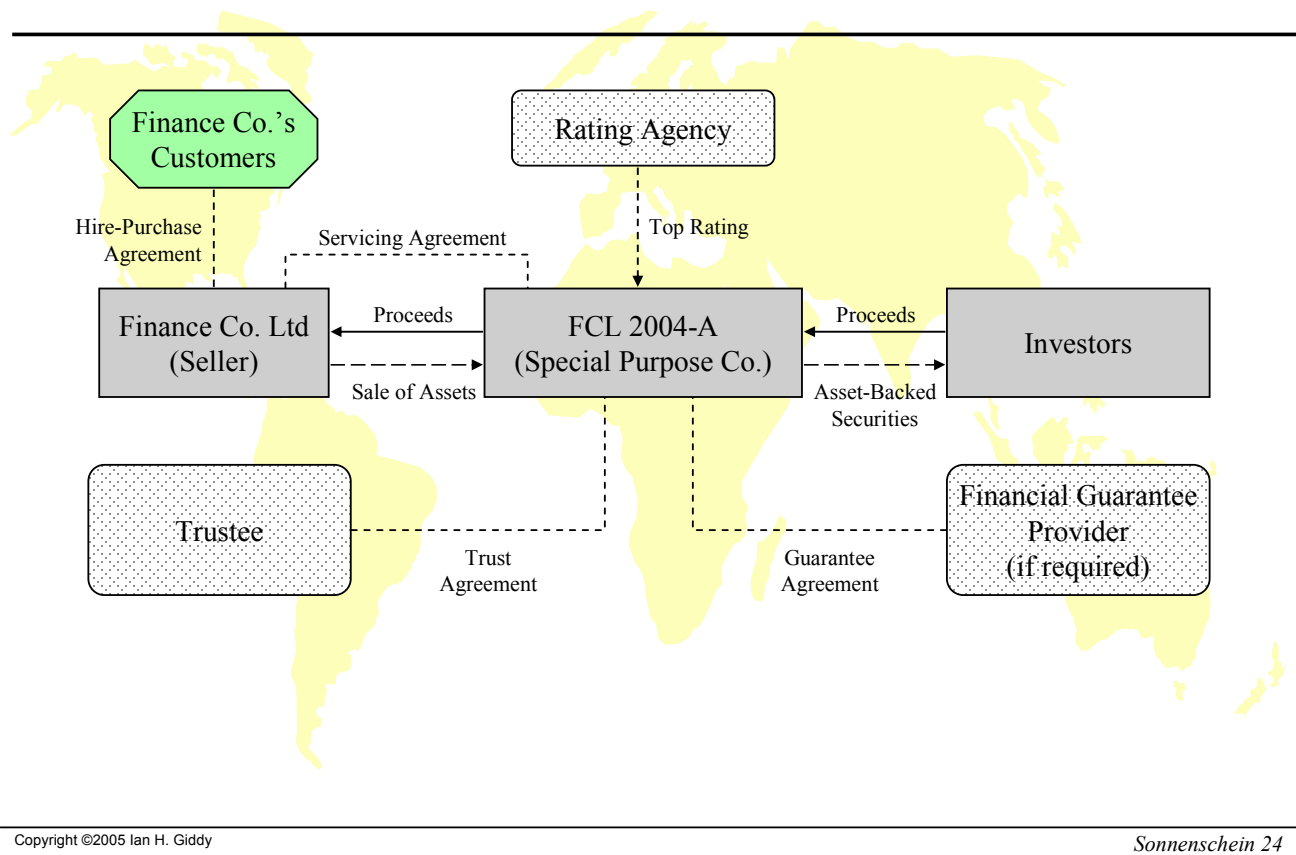 Finance Co.'s
Customers
Rating Agency
Hire-Purchase
Agreement
Servicing Agreement
Top Rating
Finance Co. Ltd
(Seller)
Proceeds
Sale of Assets
FCL 2004-A
(Special Purpose Co.)
Proceeds
Asset-Backed
Securities
Investors
Trustee
Trust
Agreement
Guarantee
Agreement
Financial Guarantee
Provider
(if required)
Copyright ©2005 Ian H. Giddy
Sonnenschein 24